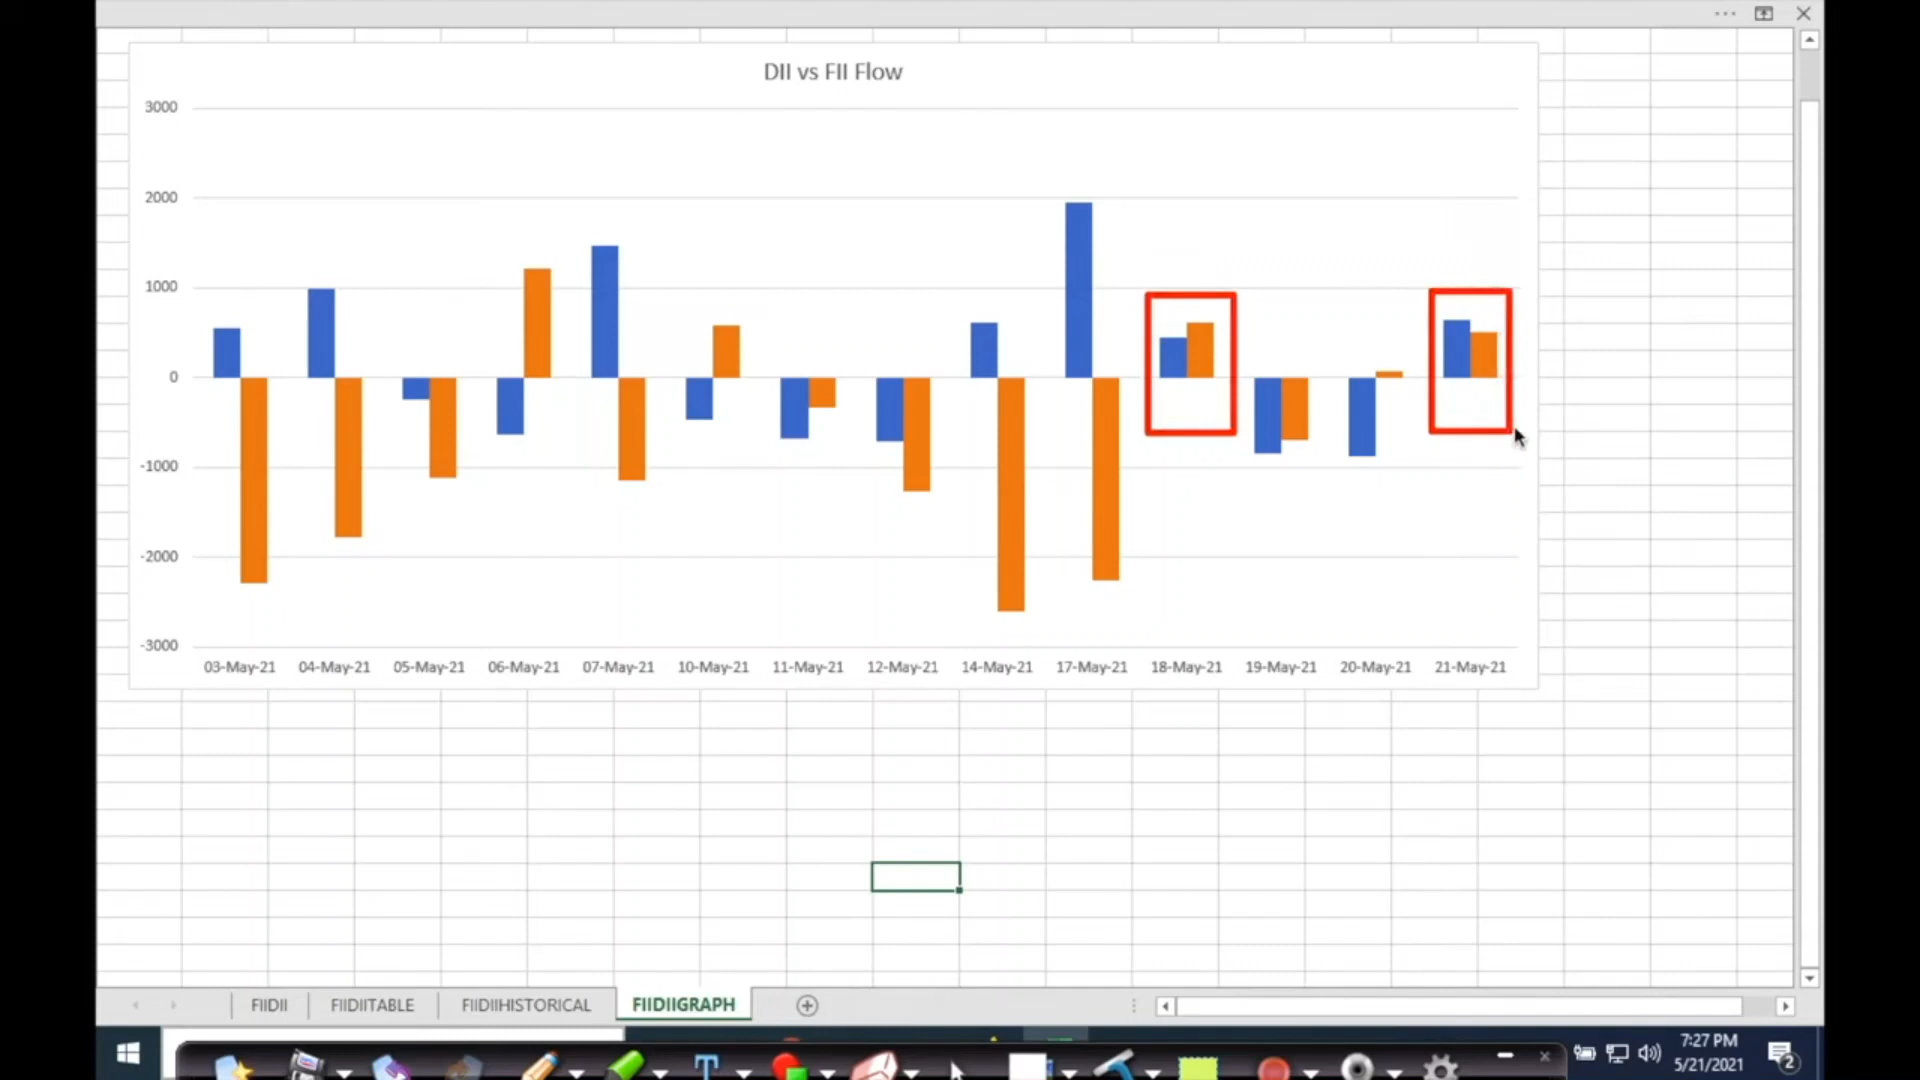 DII vs FII Flow
3000
2000
1000
0
-1000
-2000
-3000
03-May-21 04-May-21 05-May-21 06-May-21 07-May-21 10-May-21 11-May-21 12-May-21 14-May-21 17-May-21 18-May-21 19-May-21 20-May-21 21-May-21
FIIDII FIIDIITABLE FIIDIIHISTORICAL FIIDIIGRAPH
7:27 PM
5/21/2021
2